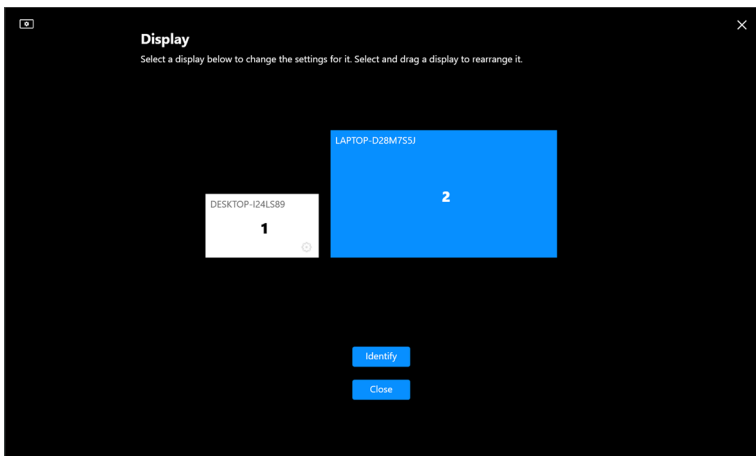 Display
Select a display below to change the settings for it. Select and drag a display to rearrange it.
LAPTOP-D28M7S5J
2
DESKTOP-I24LS89
1
Identify
Close